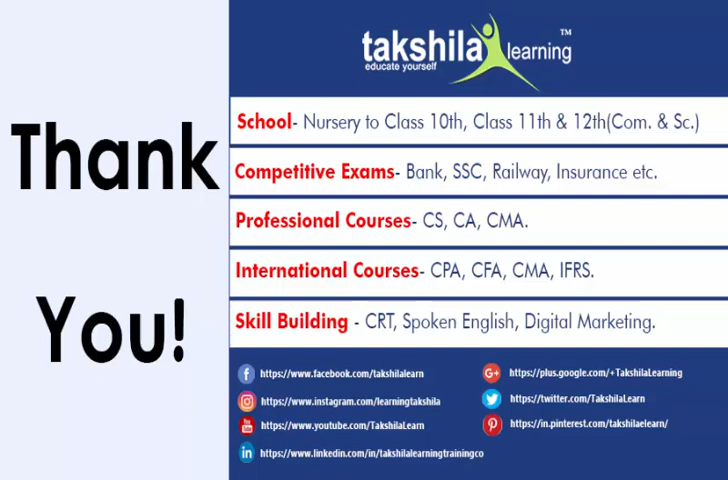 Thank
You!
takshila learning TM
educate yourself
School- Nursery to Class 10th, Class 11th & 12th(Com. & Sc.)
Competitive Exams- Bank, SSC, Railway, Insurance etc.
Professional Courses- CS, CA, CMA.
International Courses- CPA, CFA, CMA, IFRS.
Skill Building - CRT, Spoken English, Digital Marketing.
https://www.facebook.com/takshilalearn
https://www.instagram.com/learningtakshila
https://www.youtube.com/TakshilaLearn
https://www.linkedin.com/in/takshilalearningtrainingco
https://plus.google.com/+TakshilaLearning
https://twitter.com/TakshilaLearn
https://in.pinterest.com/takshilaelearn/